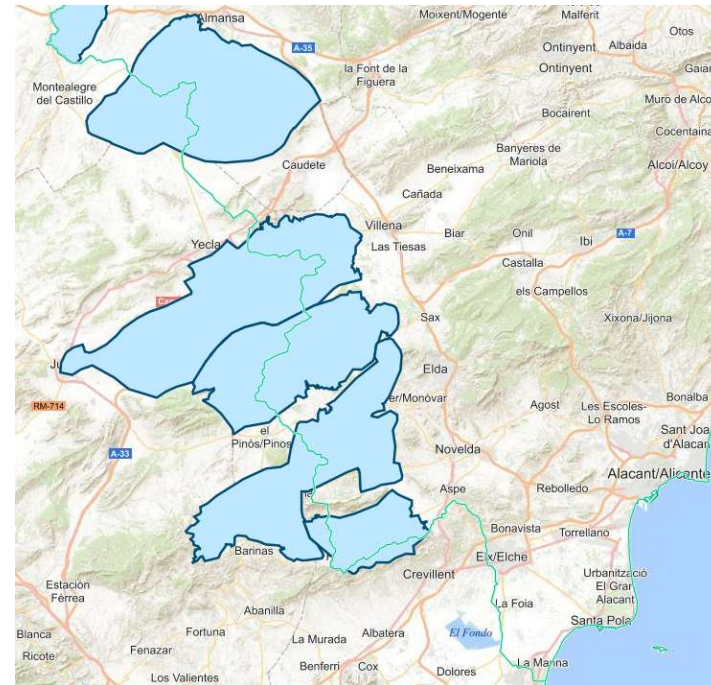 Almansa
Moixent/Mogente
Malferit
Otos
A-35
Ontinyent
Albaida
la Font de la
Figuera
Ontinyent
Gaian
Montealegre
del Castillo
Muro de Alco
Bocairent
Cocentaina
Banyeres de
Mariola
Caudete
Beneixama
Alcoi/Alcoy
Cañada
Villena
Las Tiesas
Biar
Onil
Ibi
A-7
Yecla
Castalla
els Campellos
Sax
Xixona/Jijona
Ju
Elda
RM-714
er/Monóvar
Agost
Les Escoles-
Lo Ramos
Bonalba
el
Pinós/Pinos
Sant Joa
d'Alacan
A-33
Novelda
Alacant/Alicante
Aspe
Rebolledo
Bonavista
Torrellano
Barinas
Elx/Elche
Crevillent
Urbanització
El Gran
Alacant
Estación
Férrea
La Foia
Abanilla
Santa Pola
Blanca
Fortuna
La Murada
Albatera
El Fondo
Ricote
Fenazar
Benferri
Cox
Dolores
La Marina
Los Valientes